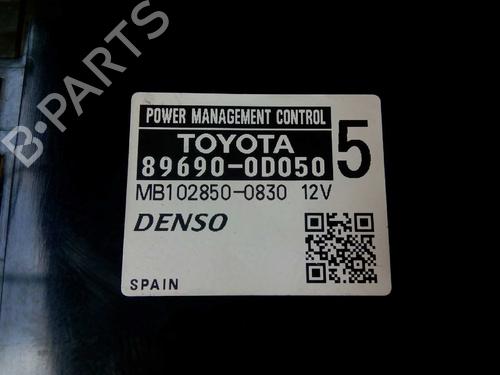 B-PARTS
POWER MANAGEMENT CONTROL
TOYOTA
89690-0D050
5
MB102850-0830 12V
DENSO
SPAIN